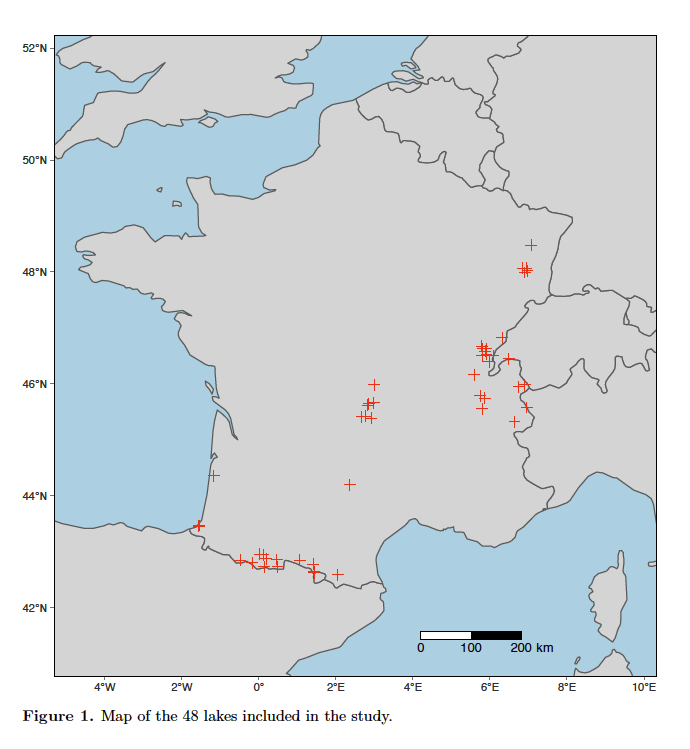 52°N
50°N
48°N
46°N
44°N
42°N
0 100 200 km
4°W 2°W 0° 2°E 4°E 6°E 8°E 10°E
Figure 1. Map of the 48 lakes included in the study.